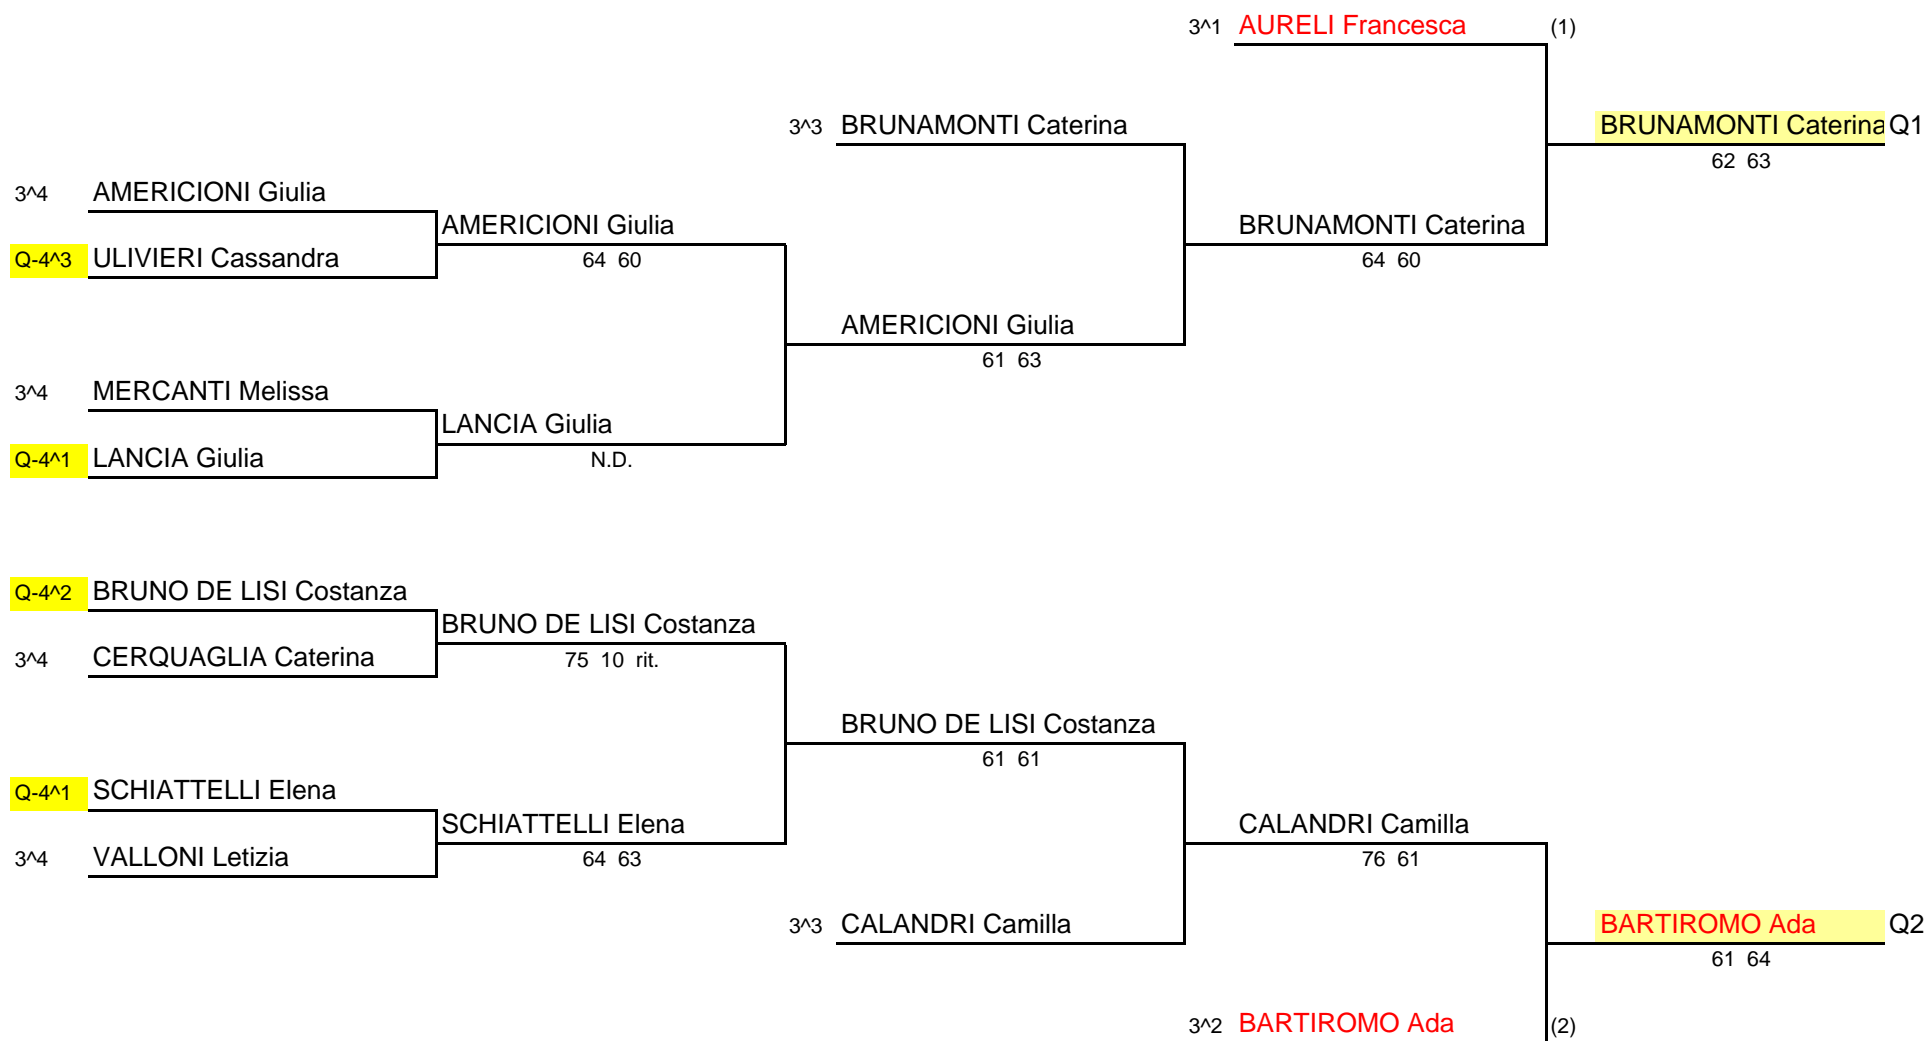 3^1 AURELI Francesca (1)
3^3 BRUNAMONTI Caterina
BRUNAMONTI Caterina Q1
62 63
3^4 AMERICIONI Giulia
AMERICIONI Giulia
BRUNAMONTI Caterina
Q-4^3 ULIVIERI Cassandra
64 60
64 60
AMERICIONI Giulia
61 63
3^4 MERCANTI Melissa
LANCIA Giulia
Q-4^1 LANCIA Giulia
N.D.
Q-4^2 BRUNO DE LISI Costanza
BRUNO DE LISI Costanza
3^4 CERQUAGLIA Caterina
75 10 rit.
BRUNO DE LISI Costanza
61 61
Q-4^1 SCHIATTELLI Elena
SCHIATTELLI Elena
CALANDRI Camilla
3^4 VALLONI Letizia
64 63
76 61
3^3 CALANDRI Camilla
BARTIROMO Ada Q2
61 64
3^2 BARTIROMO Ada (2)